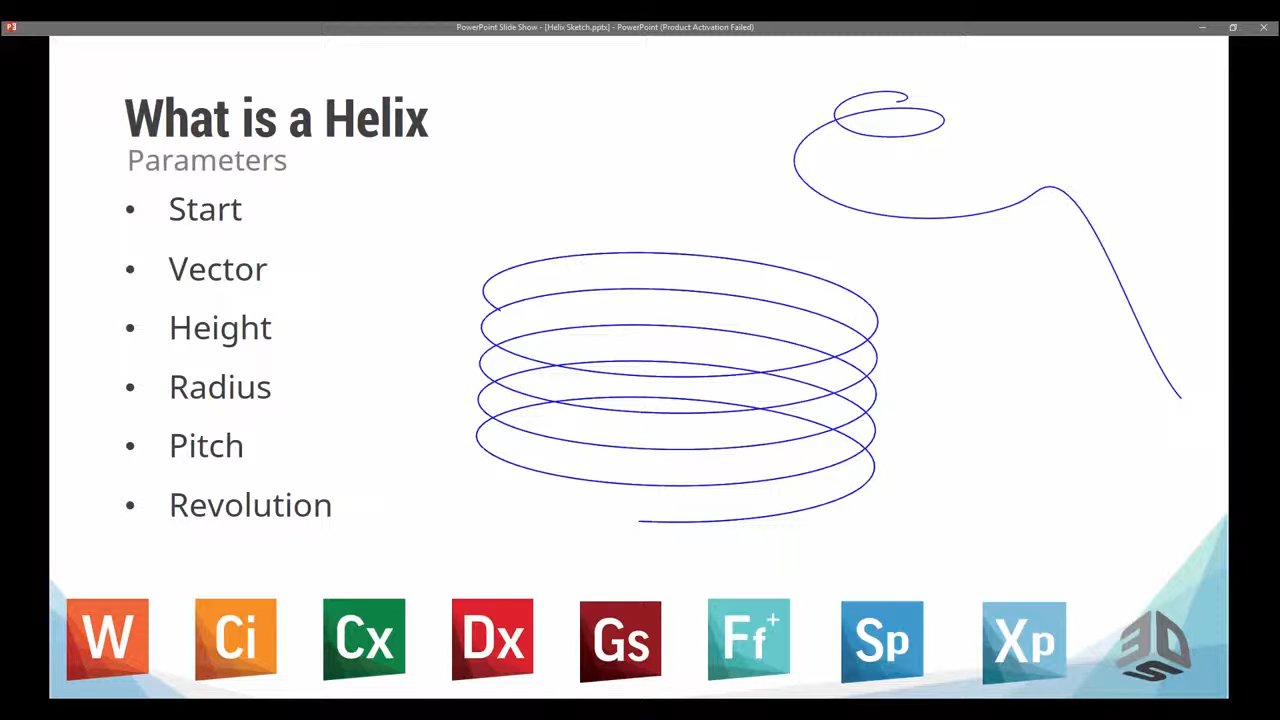 PowerPoint Slide Show - [Helix Sketch.pptx] - PowerPoint (Product Activation Failed)
What is a Helix
Parameters
• Start
• Vector
• Height
• Radius
• Pitch
• Revolution
W Ci Cx Dx Gs Ff+ Sp Xp 3DS